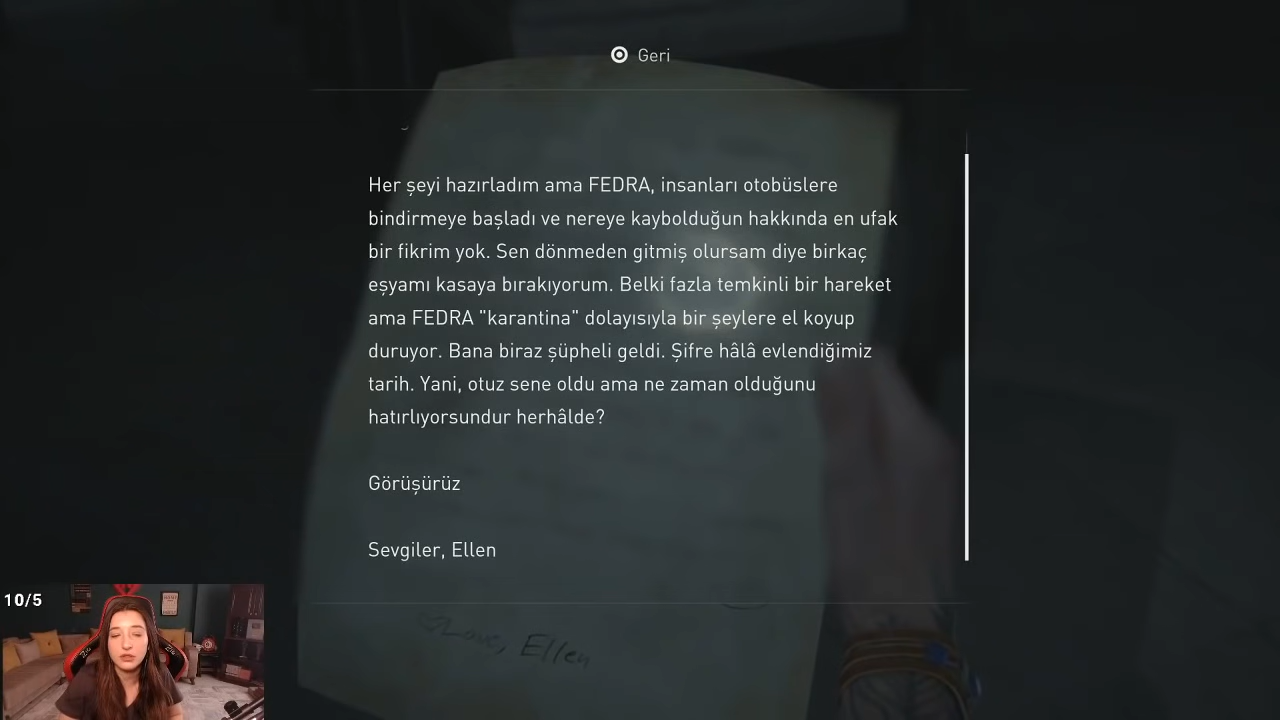 Geri
Her şeyi hazırladım ama FEDRA, insanları otobüslere
bindirmeye başladı ve nereye kaybolduğun hakkında en ufak
bir fikrim yok. Sen dönmeden gitmiş olursam diye birkaç
eşyamı kasaya bırakıyorum. Belki fazla temkinli bir hareket
ama FEDRA "karantina" dolayısıyla bir şeylere el koyup
duruyor. Bana biraz şüpheli geldi. Şifre hâlâ evlendiğimiz
tarih. Yani, otuz sene oldu ama ne zaman olduğunu
hatırlıyorsundur herhâlde?
Görüşürüz
Sevgiler, Ellen
Love, Ellen
10/5